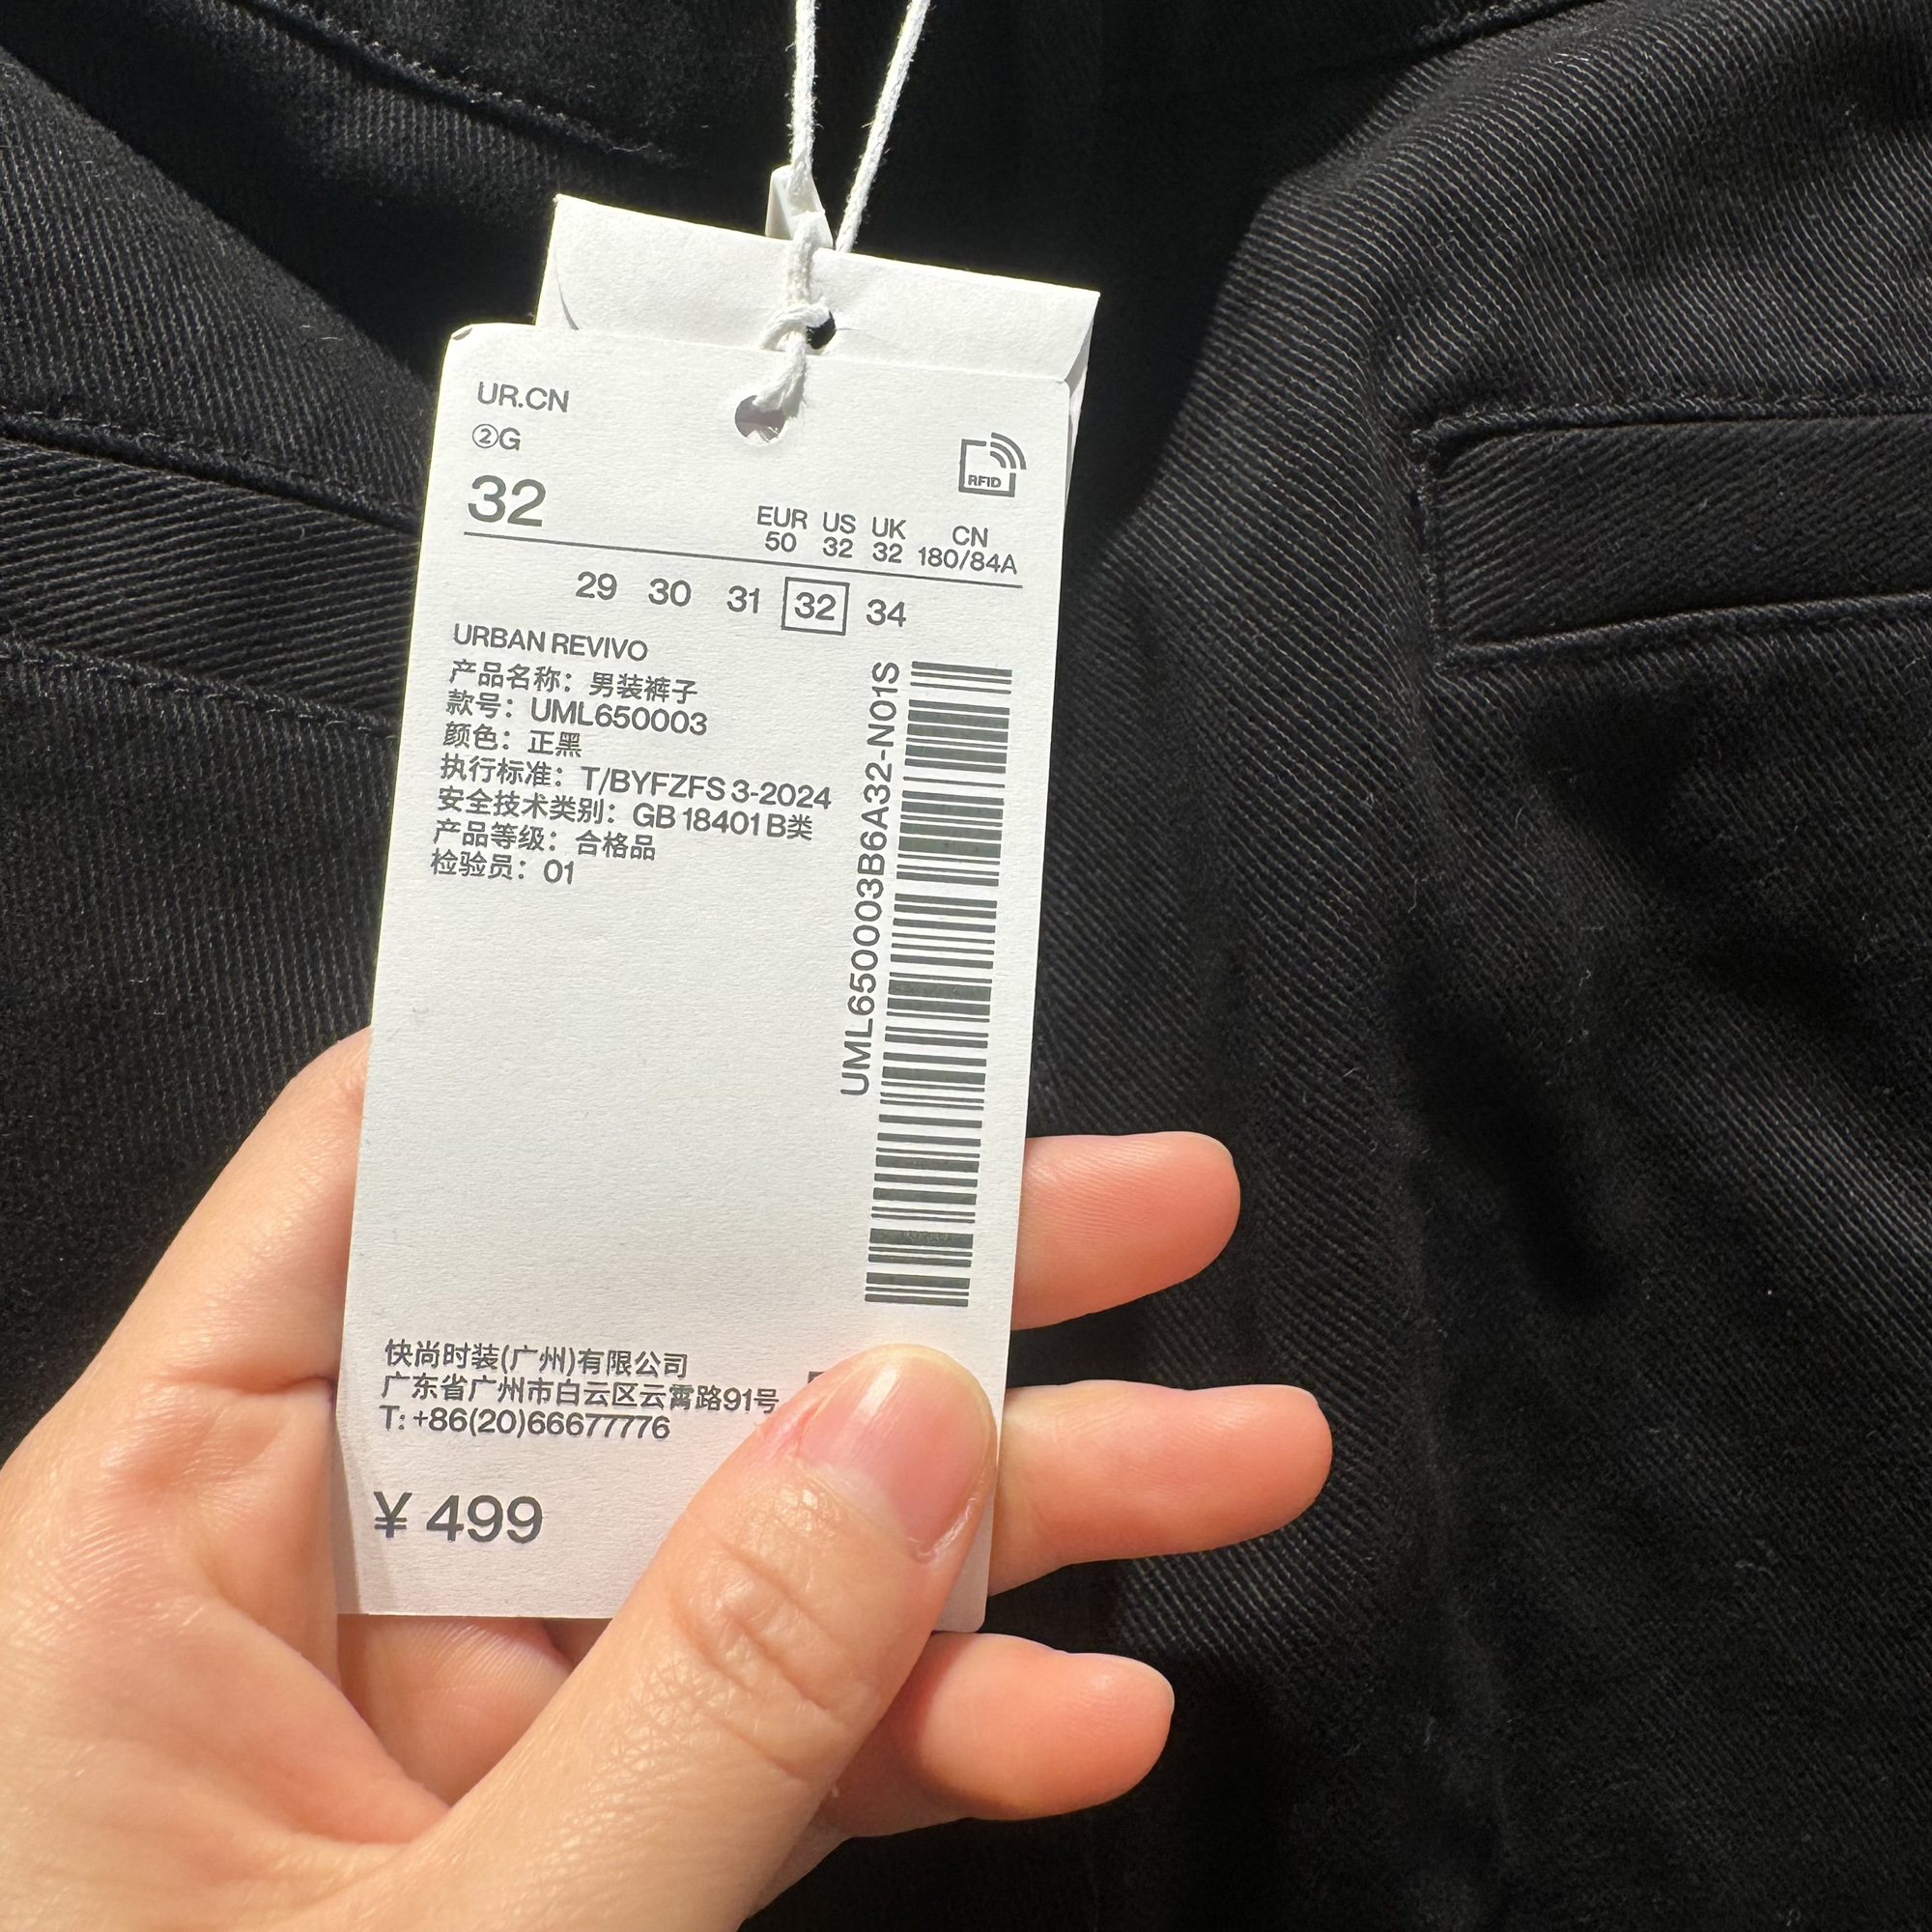 UR.CN
②G
RFID
32
EUR US UK CN
50 32 32 180/84A
29 30 31 32 34
URBAN REVIVO
产品名称：男装裤子
款号：UML650003
颜色：正黑
执行标准：T/BYFZFS 3-2024
安全技术类别：GB 18401 B类
产品等级：合格品
检验员：01
UML650003B6A32-N01S
快尚时装(广州)有限公司
广东省广州市白云区云霄路91号
T: +86(20)66677776
¥ 499